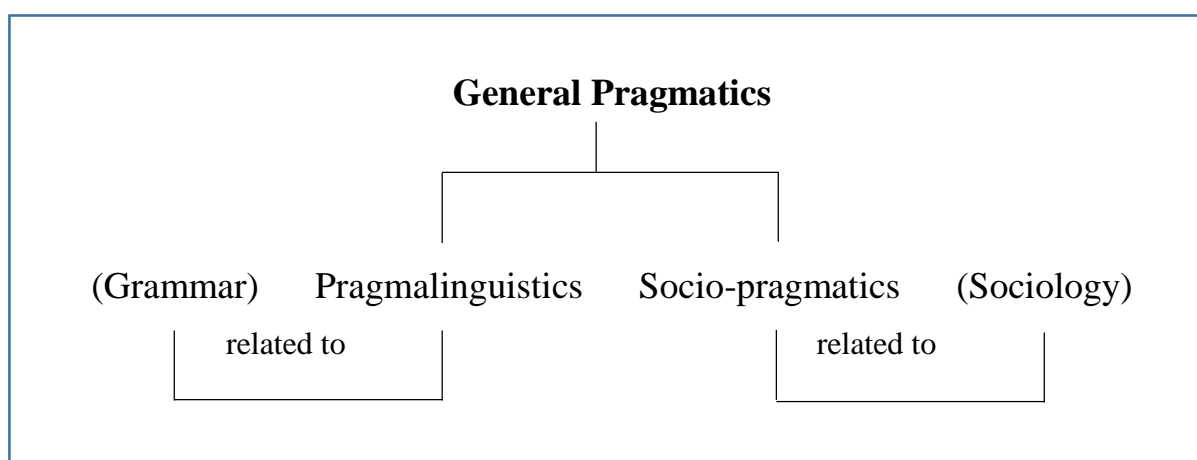 General Pragmatics
(Grammar) Pragmalinguistics Socio-pragmatics (Sociology)
related to related to